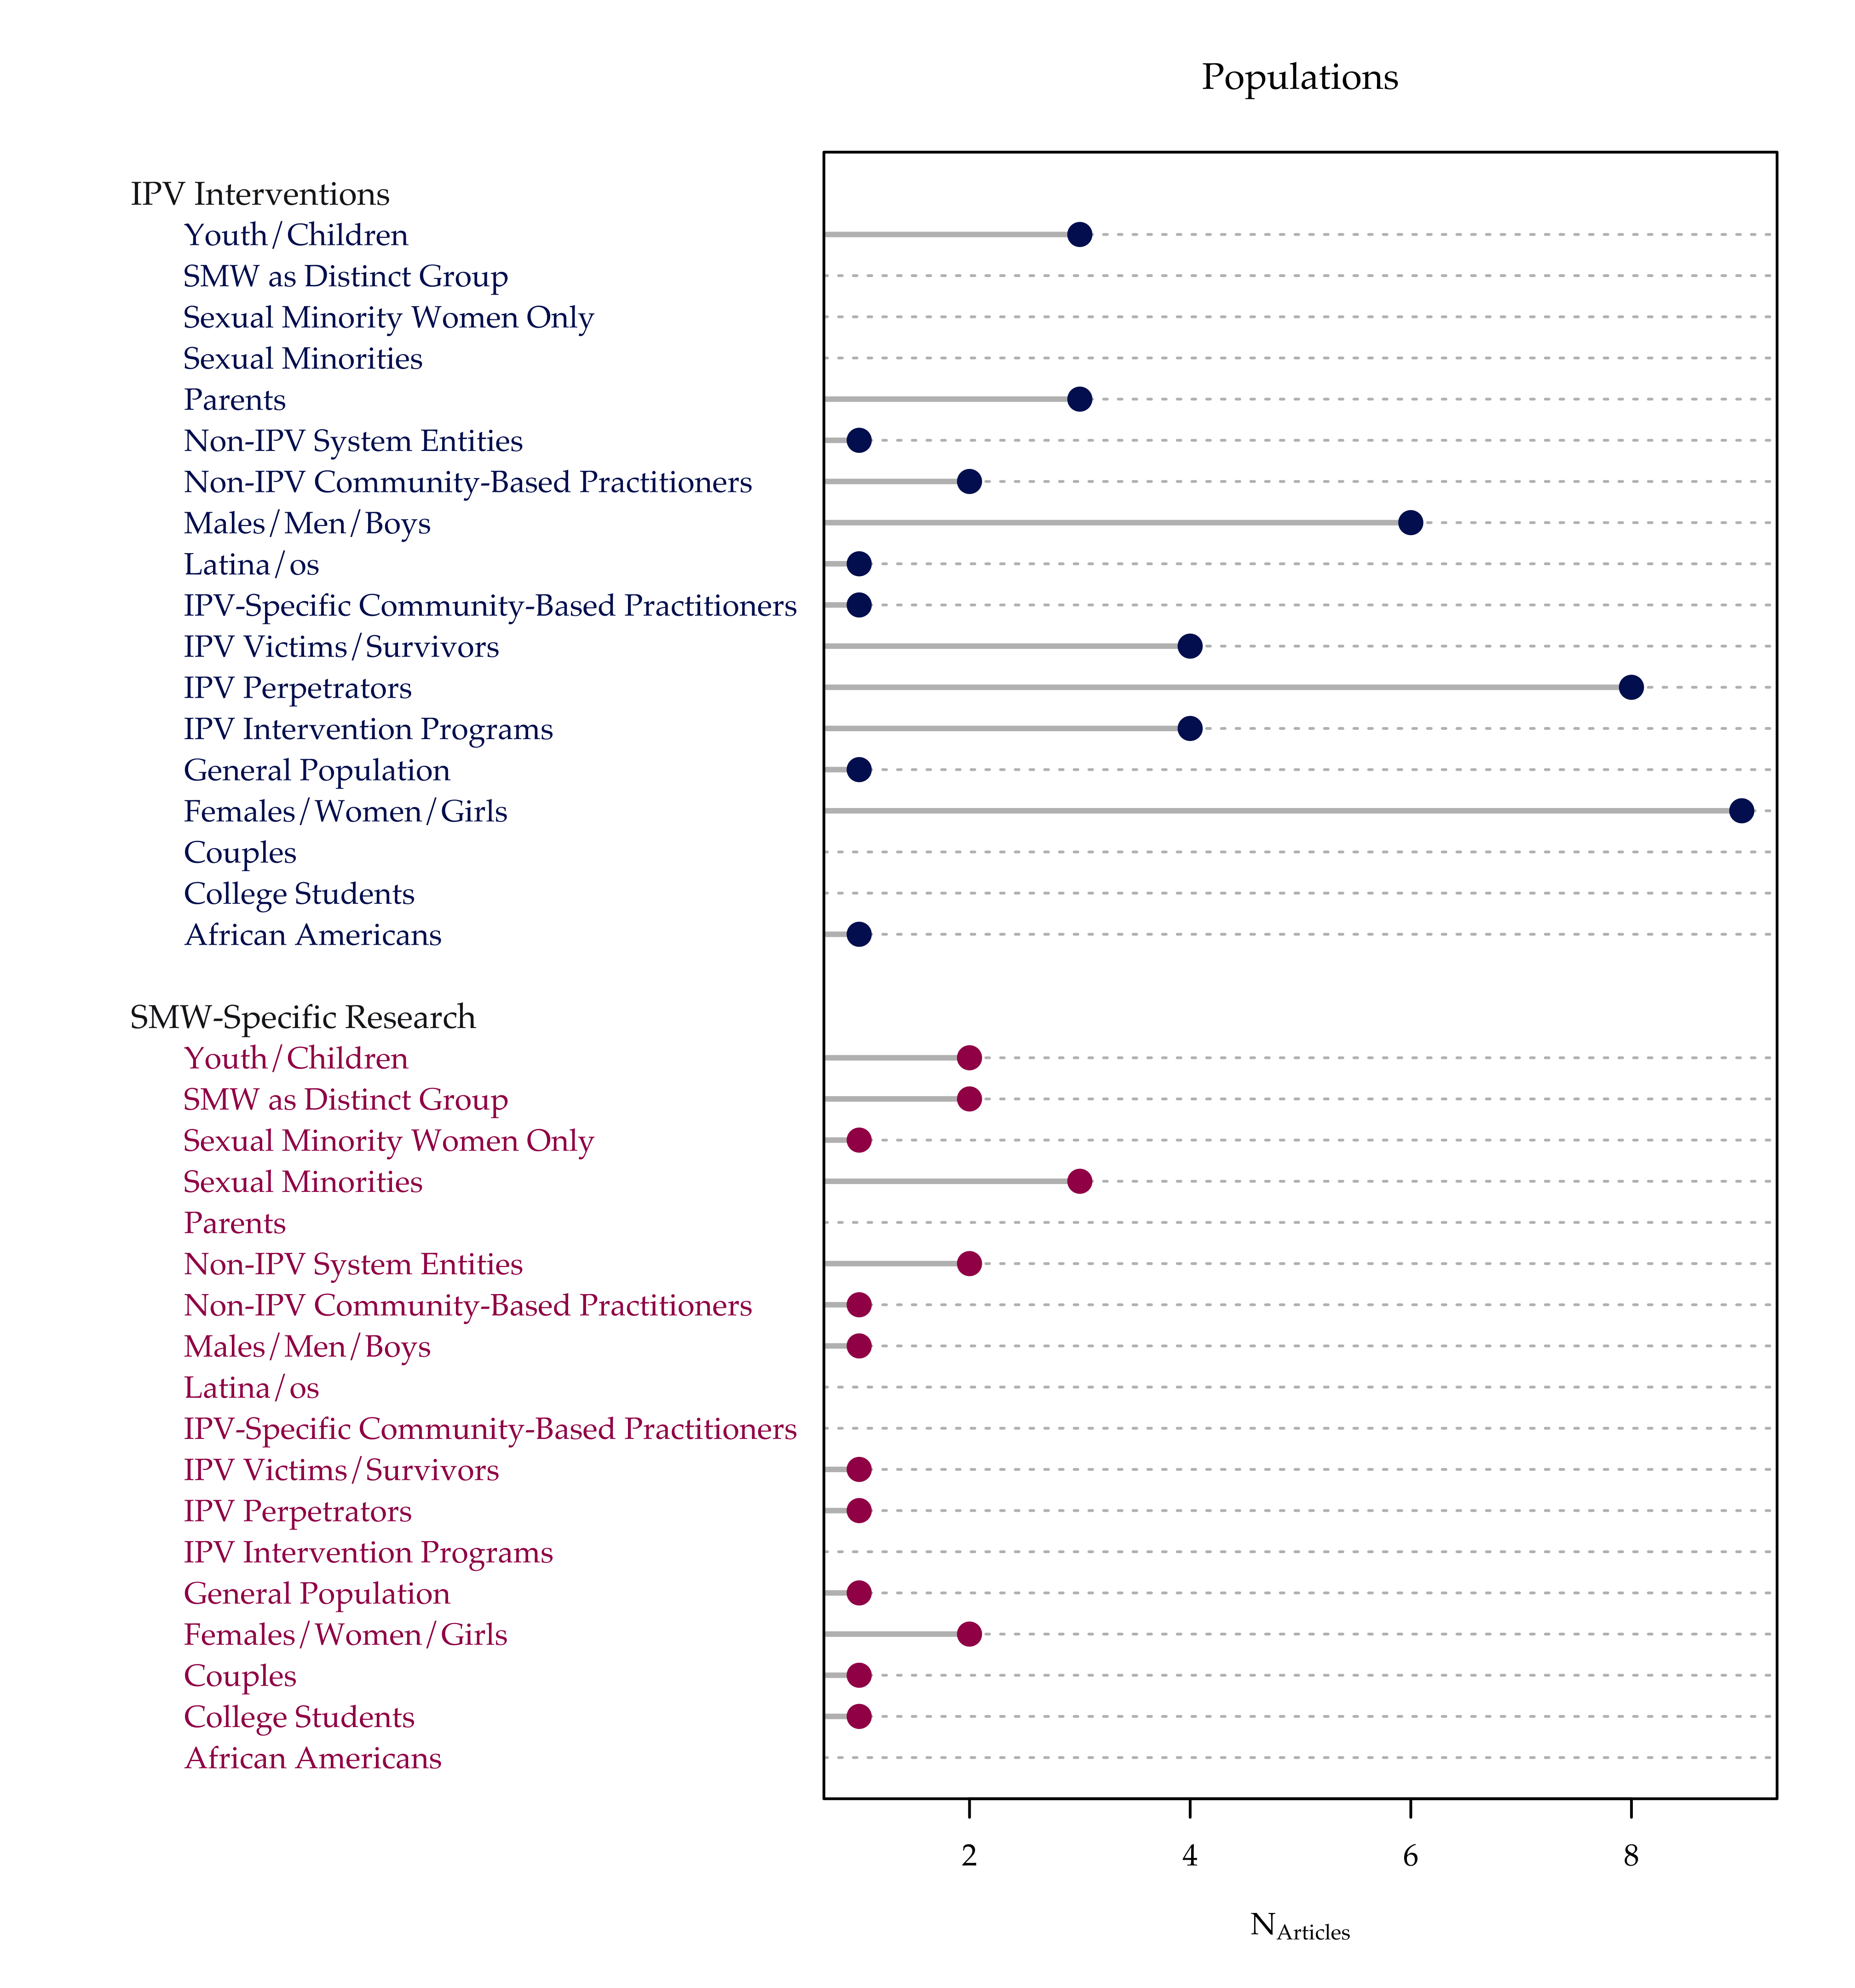 Populations
IPV Interventions
Youth/Children
SMW as Distinct Group
Sexual Minority Women Only
Sexual Minorities
Parents
Non-IPV System Entities
Non-IPV Community-Based Practitioners
Males/Men/Boys
Latina/os
IPV-Specific Community-Based Practitioners
IPV Victims/Survivors
IPV Perpetrators
IPV Intervention Programs
General Population
Females/Women/Girls
Couples
College Students
African Americans
SMW-Specific Research
Youth/Children
SMW as Distinct Group
Sexual Minority Women Only
Sexual Minorities
Parents
Non-IPV System Entities
Non-IPV Community-Based Practitioners
Males/Men/Boys
Latina/os
IPV-Specific Community-Based Practitioners
IPV Victims/Survivors
IPV Perpetrators
IPV Intervention Programs
General Population
Females/Women/Girls
Couples
College Students
African Americans
2 4 6 8
NArticles